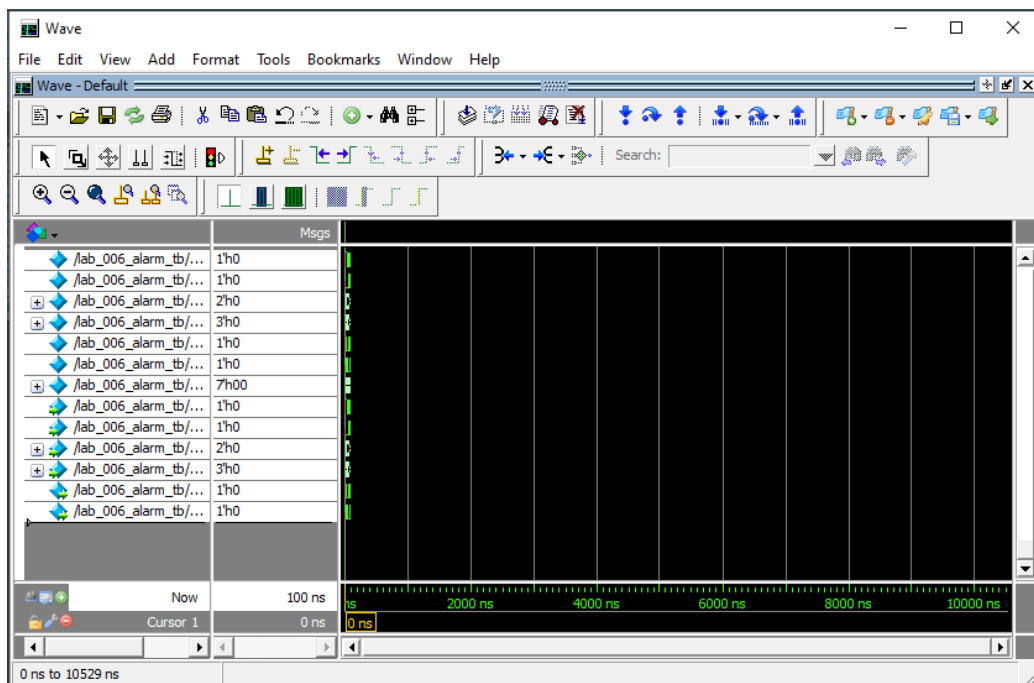 Wave
File Edit View Add Format Tools Bookmarks Window Help
Wave - Default
Search:
Msgs
/lab_006_alarm_tb/... 1'h0
/lab_006_alarm_tb/... 1'h0
/lab_006_alarm_tb/... 2'h0
/lab_006_alarm_tb/... 3'h0
/lab_006_alarm_tb/... 1'h0
/lab_006_alarm_tb/... 1'h0
/lab_006_alarm_tb/... 7'h00
/lab_006_alarm_tb/... 1'h0
/lab_006_alarm_tb/... 1'h0
/lab_006_alarm_tb/... 2'h0
/lab_006_alarm_tb/... 3'h0
/lab_006_alarm_tb/... 1'h0
/lab_006_alarm_tb/... 1'h0
Now 100 ns ns 2000 ns 4000 ns 6000 ns 8000 ns 10000 ns
Cursor 1 0 ns 0 ns
0 ns to 10529 ns